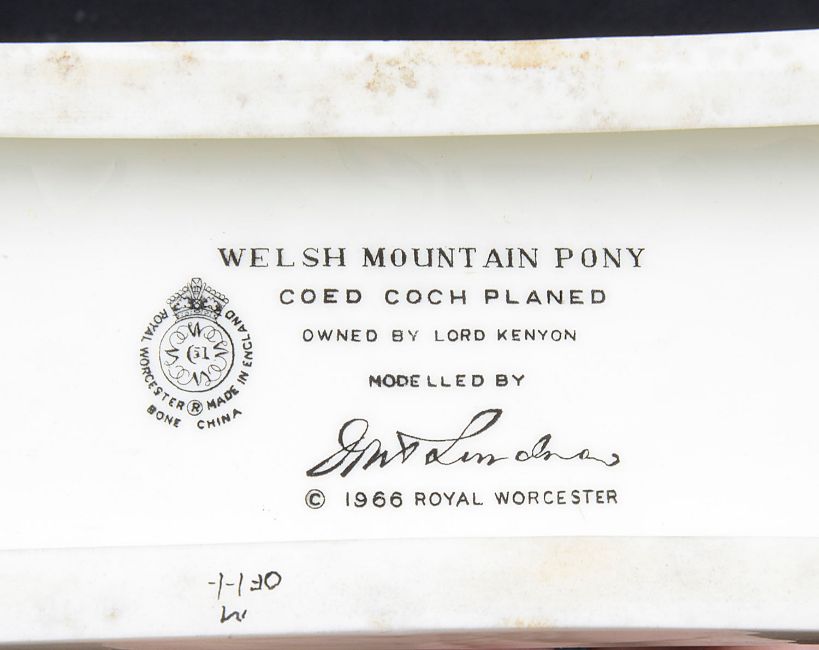 WELSH MOUNTAIN PONY
COED COCH PLANED
OWNED BY LORD KENYON
MODELLED BY
© 1966 ROYAL WORCESTER
ROYAL WORCESTER ® MADE IN ENGLAND
51
BONE CHINA